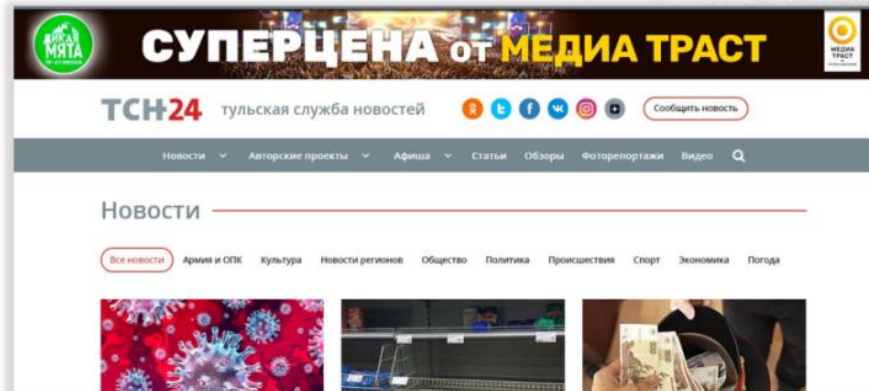 ДИКАЯ МЯТА
СУПЕРЦЕНА от МЕДИА ТРАСТ
МЕДИА ТРАСТ
ТСН24 тульская служба новостей Сообщить новость
Новости Авторские проекты Афиша Статьи Обзоры Фоторепортажи Видео
Новости
Все новости Армия и ОПК Культура Новости регионов Общество Политика Происшествия Спорт Экономика Погода